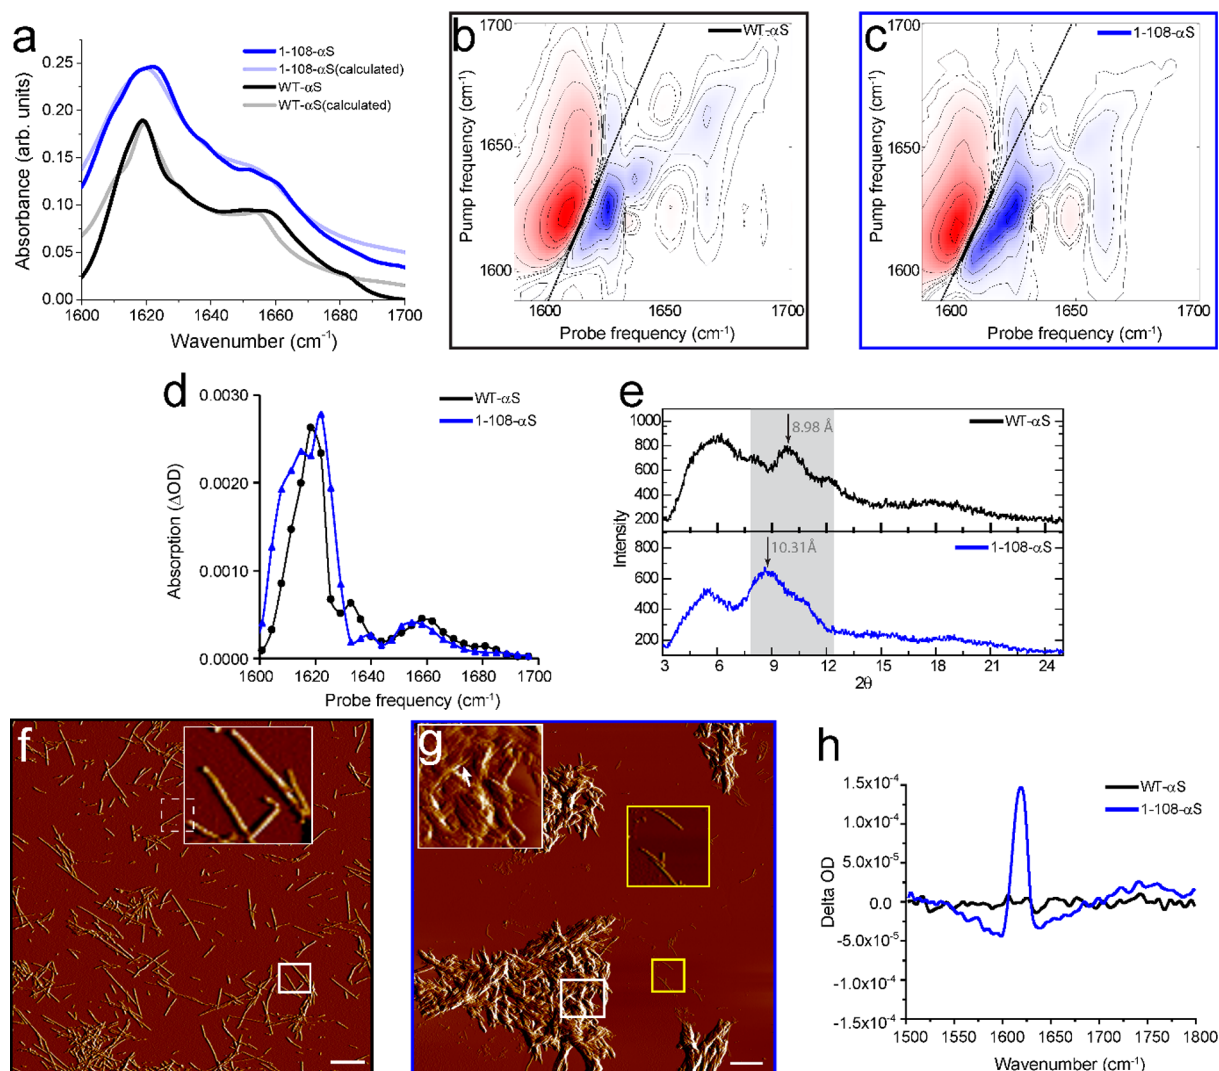 a
1-108-αS
1-108-αS(calculated)
WT-αS
WT-αS(calculated)
0.25
0.20
0.15
0.10
0.05
0.00
Absorbance (arb. units)
1600 1620 1640 1660 1680 1700
Wavenumber (cm⁻¹)
b
WT-αS
1700
1650
1600
Pump frequency (cm⁻¹)
1600 1650 1700
Probe frequency (cm⁻¹)
c
1-108-αS
1700
1650
1600
Pump frequency (cm⁻¹)
1600 1650 1700
Probe frequency (cm⁻¹)
d
WT-αS
1-108-αS
0.0030
0.0020
0.0010
0.0000
Absorption (ΔOD)
1600 1620 1640 1660 1680 1700
Probe frequency (cm⁻¹)
e
8.98 Å
WT-αS
1000
800
600
400
200
10.31Å
1-108-αS
800
600
400
200
Intensity
3 6 9 12 15 18 21 24
2θ
f
g
h
WT-αS
1-108-αS
1.5x10⁻⁴
1.0x10⁻⁴
5.0x10⁻⁵
0.0
-5.0x10⁻⁵
-1.0x10⁻⁴
-1.5x10⁻⁴
Delta OD
1500 1550 1600 1650 1700 1750 1800
Wavenumber (cm⁻¹)